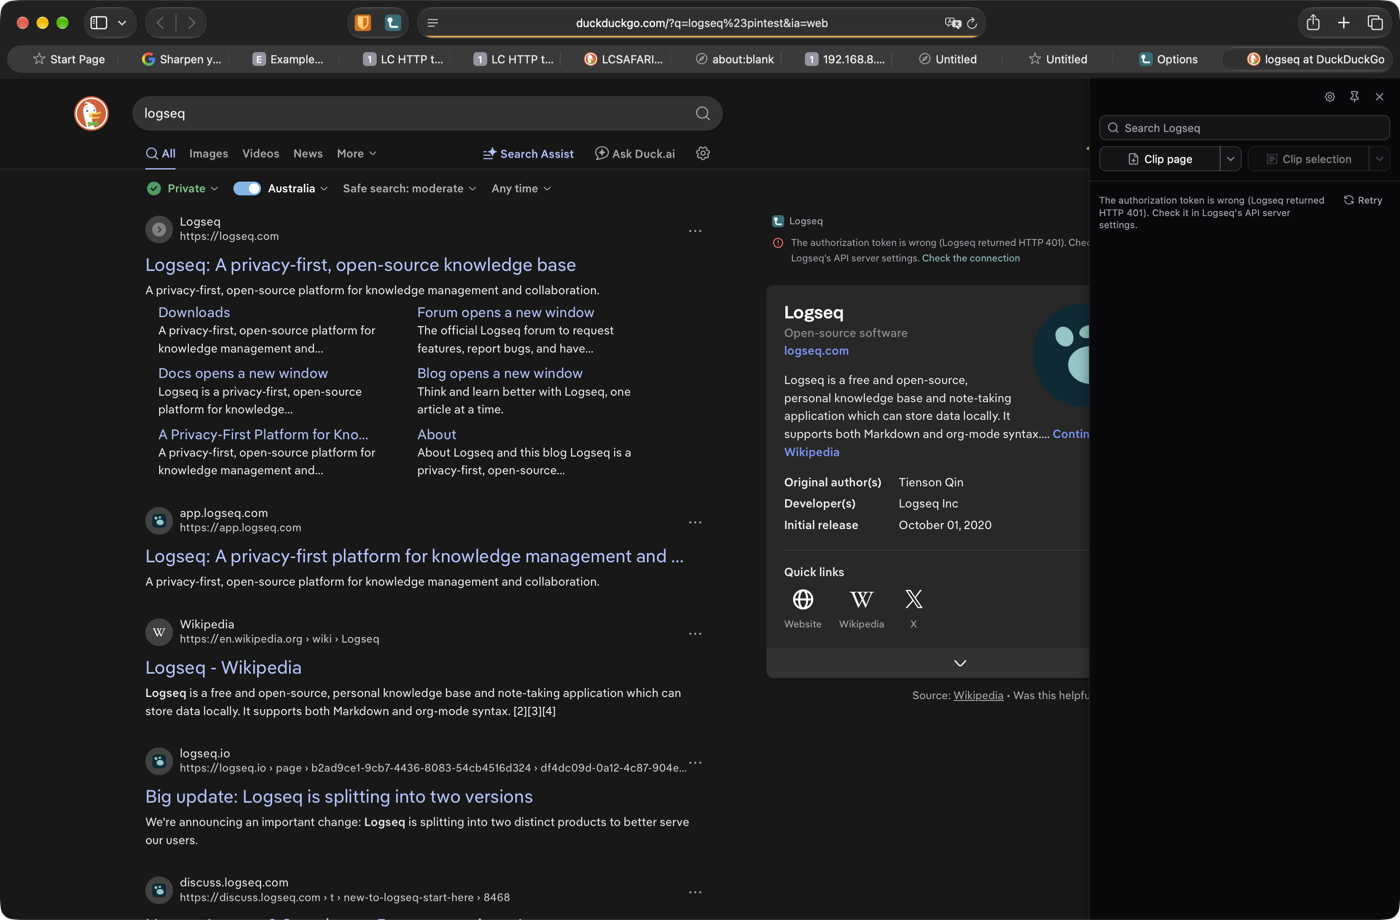 duckduckgo.com/?q=logseq%23pintest&ia=web
Start Page
Sharpen y...
Example...
LC HTTP t...
LC HTTP t...
LCSAFARI...
about:blank
192.168.8....
Untitled
Untitled
Options
logseq at DuckDuckGo
logseq
All Images Videos News More
Search Assist Ask Duck.ai
Private Australia Safe search: moderate Any time
Logseq
https://logseq.com
Logseq: A privacy-first, open-source knowledge base
A privacy-first, open-source platform for knowledge management and collaboration.
Downloads
A privacy-first, open-source platform for
knowledge management and...
Forum opens a new window
The official Logseq forum to request
features, report bugs, and have...
Docs opens a new window
Logseq is a privacy-first, open-source
platform for knowledge...
Blog opens a new window
Think and learn better with Logseq, one
article at a time.
A Privacy-First Platform for Kno...
A privacy-first, open-source platform for
knowledge management and...
About
About Logseq and this blog Logseq is a
privacy-first, open-source...
app.logseq.com
https://app.logseq.com
Logseq: A privacy-first platform for knowledge management and ...
A privacy-first, open-source platform for knowledge management and collaboration.
W
Wikipedia
https://en.wikipedia.org › wiki › Logseq
Logseq - Wikipedia
Logseq is a free and open-source, personal knowledge base and note-taking application which can
store data locally. It supports both Markdown and org-mode syntax. [2][3][4]
logseq.io
https://logseq.io › page › b2ad9ce1-9cb7-4436-8083-54cb4516d324 › df4dc09d-0a12-4c87-904e...
Big update: Logseq is splitting into two versions
We're announcing an important change: Logseq is splitting into two distinct products to better serve
our users.
discuss.logseq.com
https://discuss.logseq.com › t › new-to-logseq-start-here › 8468
Logseq
The authorization token is wrong (Logseq returned HTTP 401). Chec
Logseq's API server settings. Check the connection
Logseq
Open-source software
logseq.com
Logseq is a free and open-source,
personal knowledge base and note-taking
application which can store data locally. It
supports both Markdown and org-mode syntax.... Contin
Wikipedia
Original author(s) Tienson Qin
Developer(s) Logseq Inc
Initial release October 01, 2020
Quick links
Website
Wikipedia
X
Source: Wikipedia • Was this helpfu
Search Logseq
Clip page
Clip selection
The authorization token is wrong (Logseq returned
HTTP 401). Check it in Logseq's API server
settings.
Retry